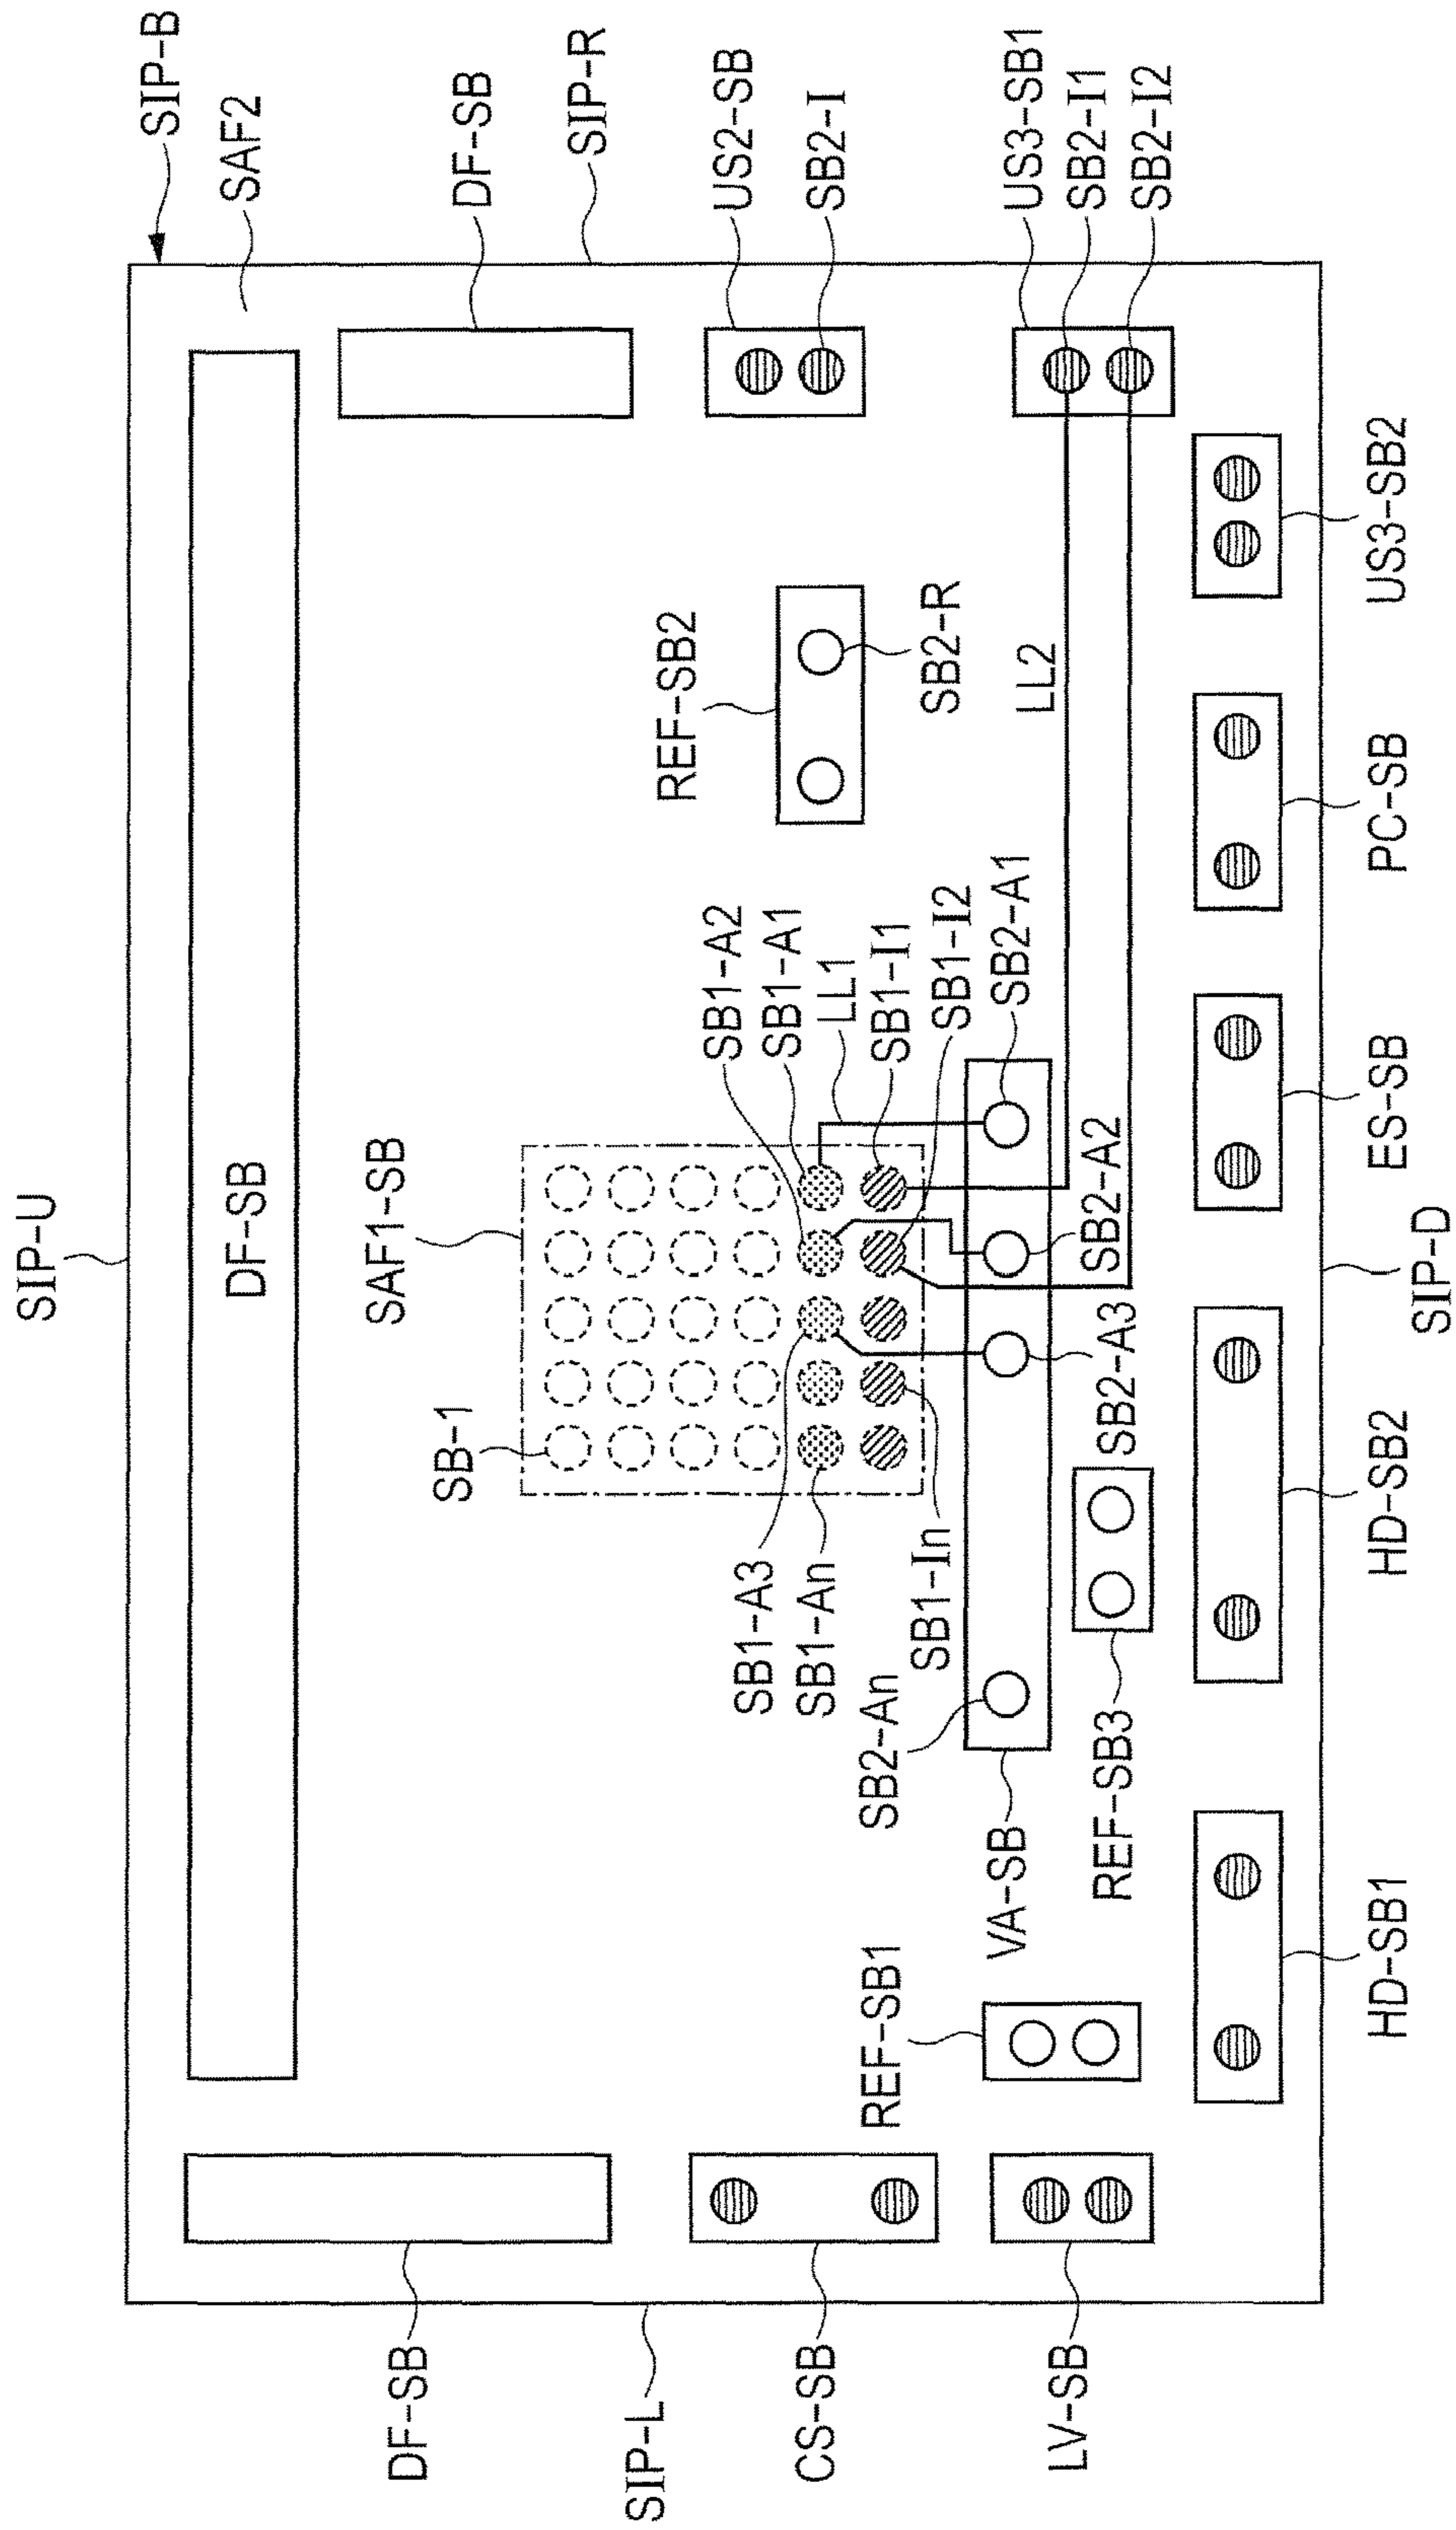 SIP-U
SIP-B
SAF2
DF-SB
DF-SB
DF-SB
SIP-L
SIP-R
SAF1-SB
SB-1
CS-SB
LV-SB
US2-SB
SB2-I
REF-SB2
SB2-R
SB1-A2
SB1-A1
LL1
SB1-I1
SB1-I2
SB2-A1
SB1-A3
SB1-An
SB1-In
SB2-An
VA-SB
SB2-A2
SB2-A3
REF-SB1
REF-SB3
LL2
US3-SB1
SB2-I1
SB2-I2
HD-SB1
HD-SB2
ES-SB
PC-SB
US3-SB2
SIP-D